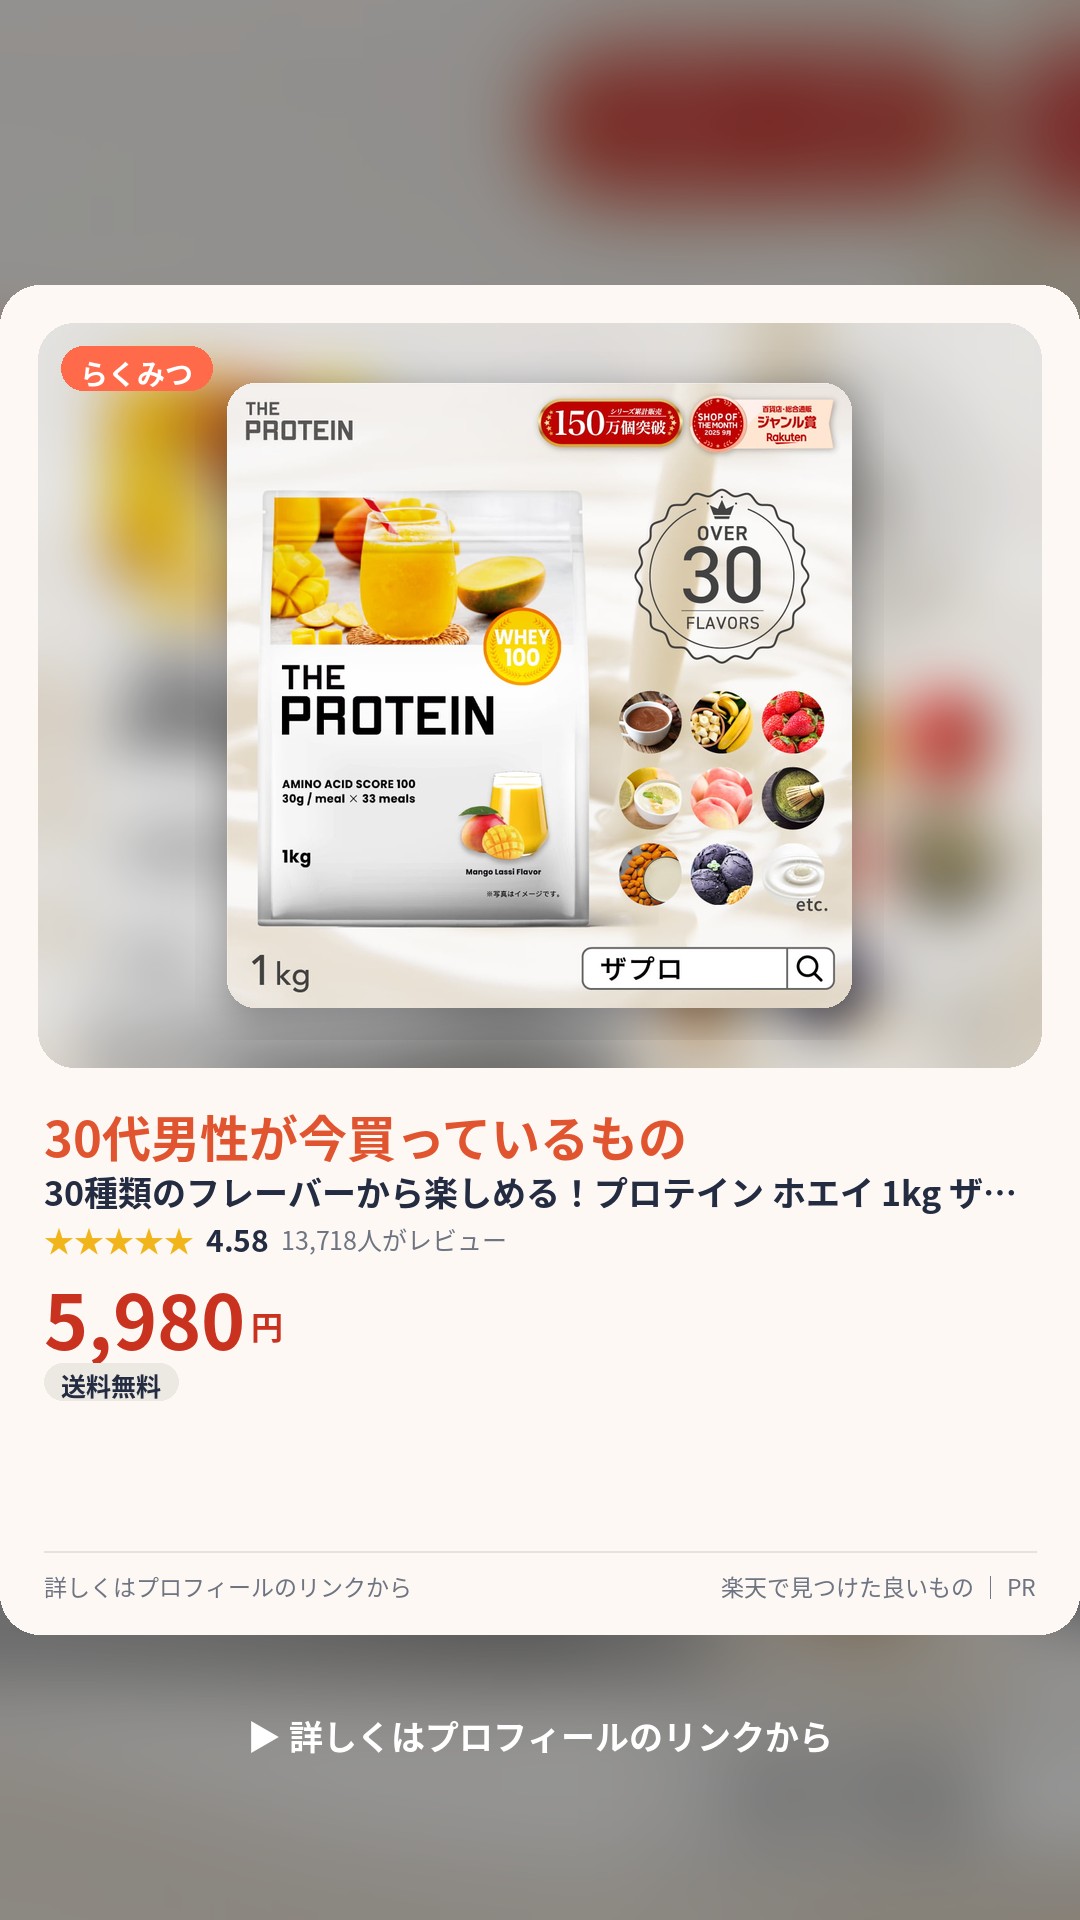 らくみつ
THE
PROTEIN
シリーズ累計販売
150万個突破
SHOP OF
THE MONTH
2025 9月
百貨店・総合通販
ジャンル賞
Rakuten
OVER
30
FLAVORS
WHEY
100
THE
PROTEIN
AMINO ACID SCORE 100
30g / meal × 33 meals
1kg
Mango Lassi Flavor
※写真はイメージです。
etc.
1kg
ザプロ
30代男性が今買っているもの
30種類のフレーバーから楽しめる！プロテイン ホエイ 1kg ザ…
★★★★★ 4.58 13,718人がレビュー
5,980円
送料無料
詳しくはプロフィールのリンクから
楽天で見つけた良いもの｜PR
▶ 詳しくはプロフィールのリンクから